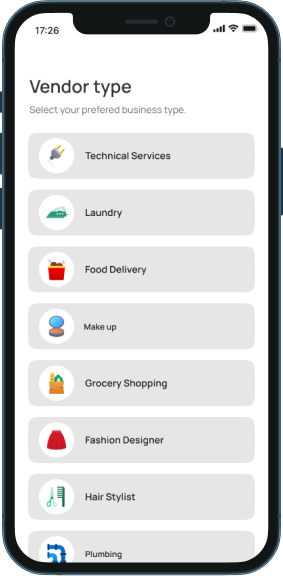 17:26
Vendor type
Select your prefered business type.
Technical Services
Laundry
Food Delivery
Make up
Grocery Shopping
Fashion Designer
Hair Stylist
Plumbing